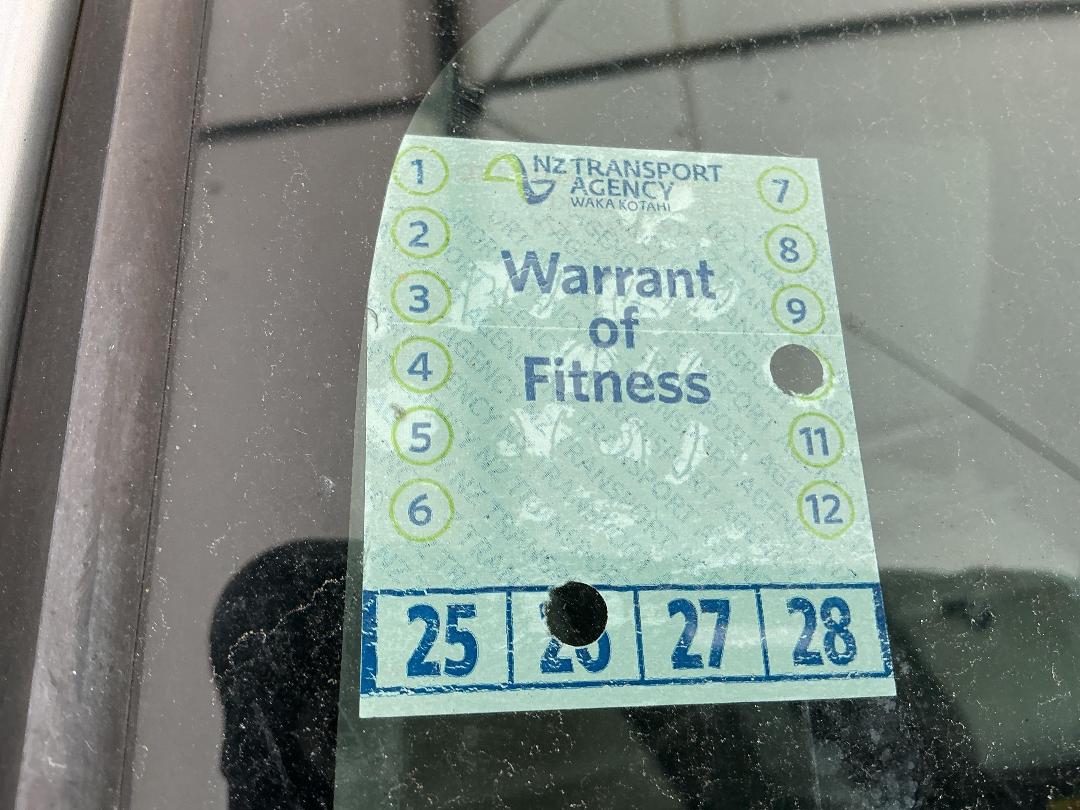 NZ TRANSPORT
AGENCY
WAKA KOTAHI
Warrant
of
Fitness
1
2
3
4
5
6
7
8
9
11
12
25 26 27 28